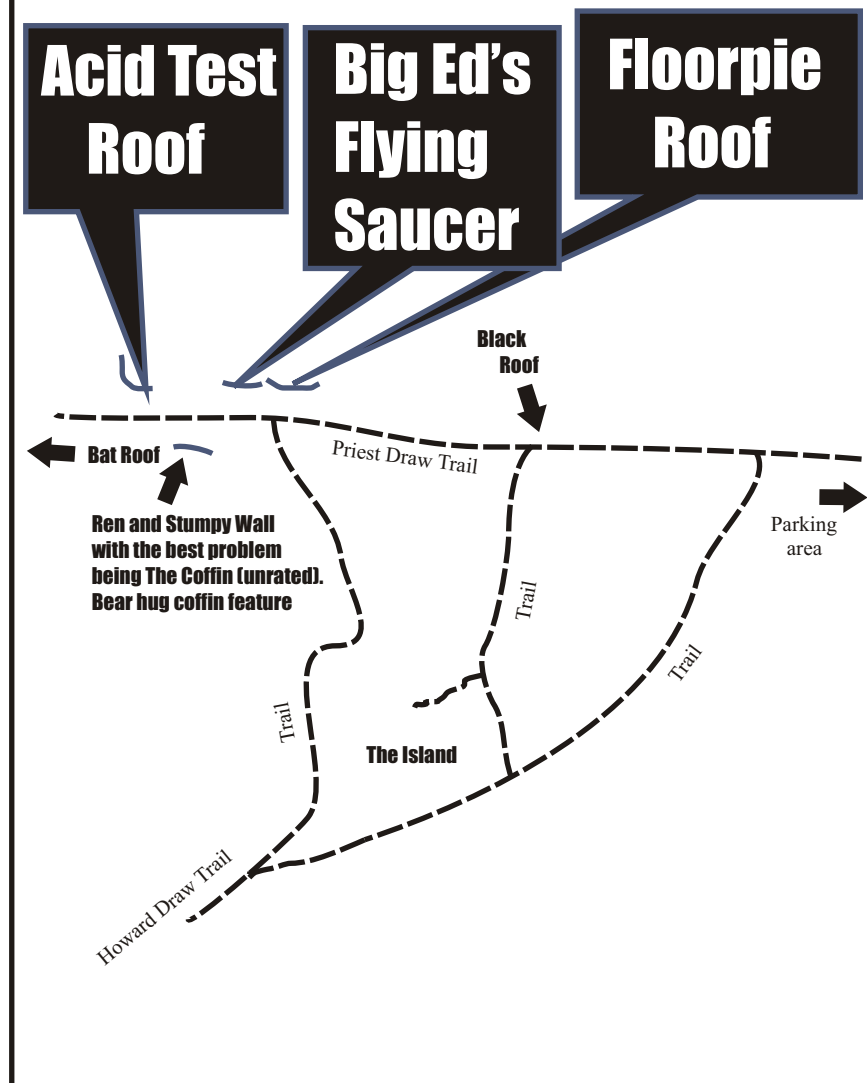 Acid Test
Roof
Big Ed’s
Flying
Saucer
Floorpie
Roof
Black
Roof
Priest Draw Trail
Bat Roof
Parking
area
Ren and Stumpy Wall
with the best problem
being The Coffin (unrated).
Bear hug coffin feature
Trail
Trail
Trail
The Island
Howard Draw Trail